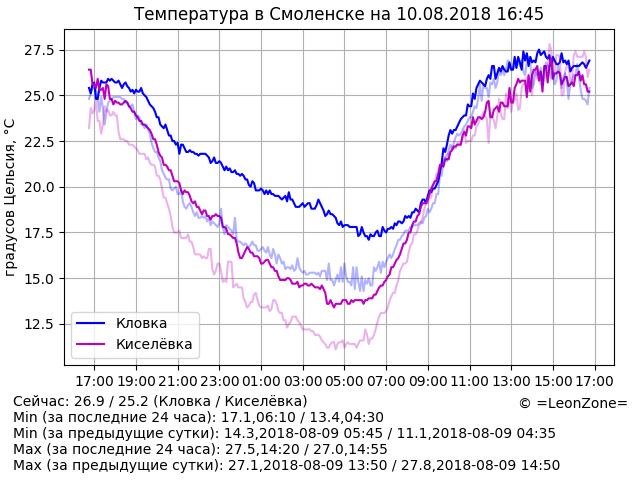 Температура в Смоленске на 10.08.2018 16:45
градусов Цельсия, °C
27.5
25.0
22.5
20.0
17.5
15.0
12.5
Кловка
Киселёвка
17:00 19:00 21:00 23:00 01:00 03:00 05:00 07:00 09:00 11:00 13:00 15:00 17:00
Сейчас: 26.9 / 25.2 (Кловка / Киселёвка)
© =LeonZone=
Min (за последние 24 часа): 17.1,06:10 / 13.4,04:30
Min (за предыдущие сутки): 14.3,2018-08-09 05:45 / 11.1,2018-08-09 04:35
Max (за последние 24 часа): 27.5,14:20 / 27.0,14:55
Max (за предыдущие сутки): 27.1,2018-08-09 13:50 / 27.8,2018-08-09 14:50